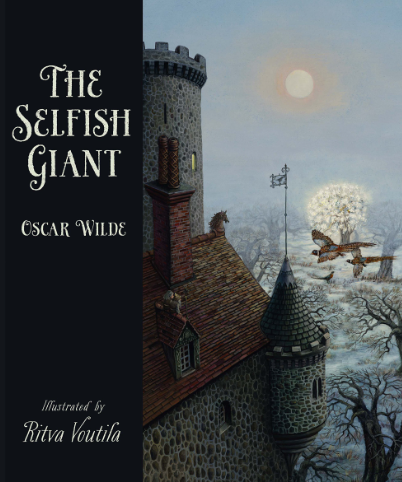 THE
SELFISH
GIANT
OSCAR WILDE
Illustrated by
Ritva Voutila